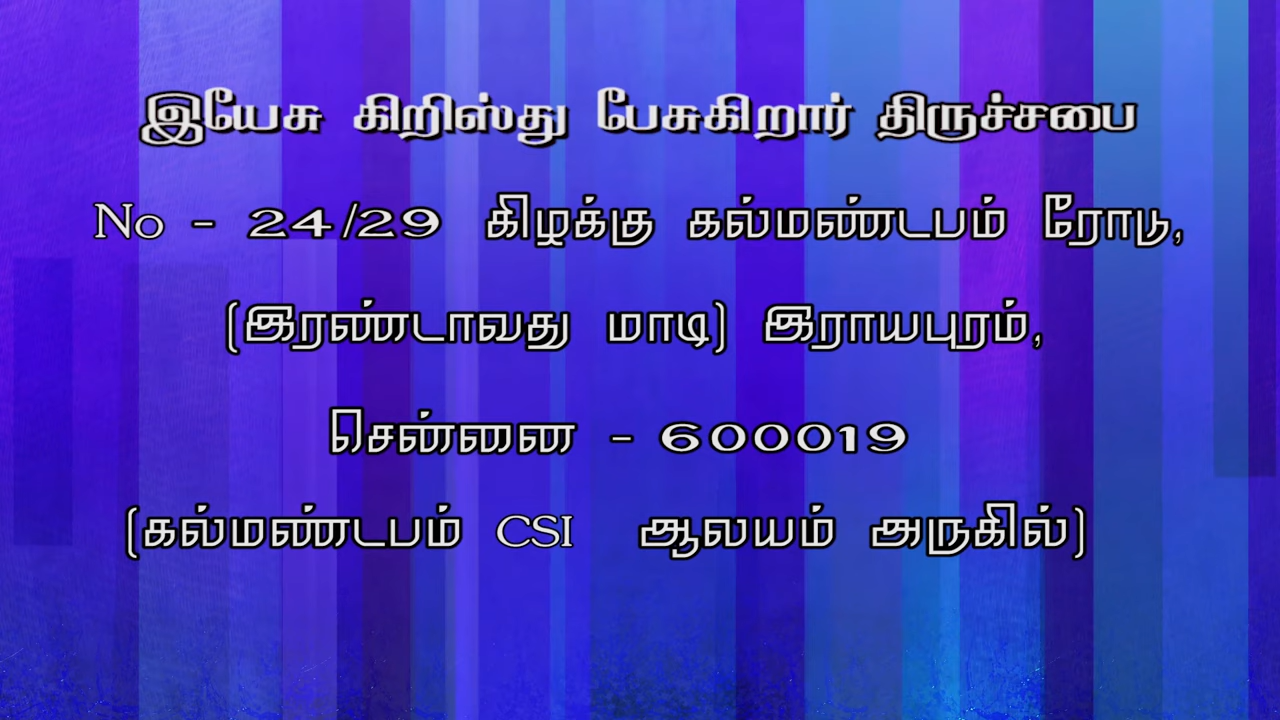 இயேசு கிறிஸ்து பேசுகிறார் திருச்சபை
No - 24/29 கிழக்கு கல்மண்டபம் ரோடு,
(இரண்டாவது மாடி) இராயபுரம்,
சென்னை - 600019
(கல்மண்டபம் CSI ஆலயம் அருகில்)